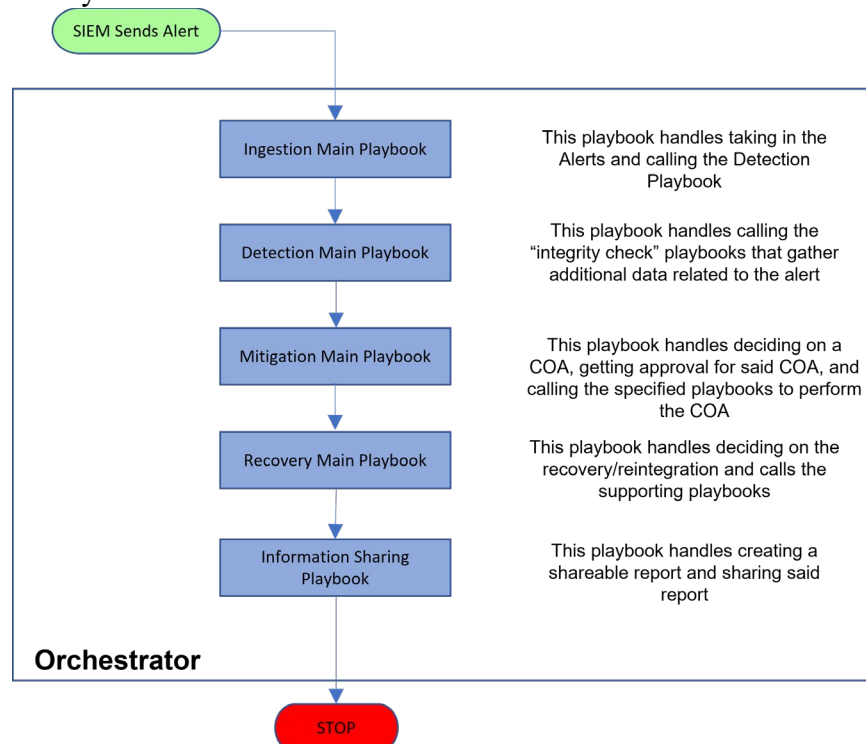 SIEM Sends Alert
Ingestion Main Playbook
This playbook handles taking in the
Alerts and calling the Detection
Playbook
Detection Main Playbook
This playbook handles calling the
“integrity check” playbooks that gather
additional data related to the alert
Mitigation Main Playbook
This playbook handles deciding on a
COA, getting approval for said COA, and
calling the specified playbooks to perform
the COA
Recovery Main Playbook
This playbook handles deciding on the
recovery/reintegration and calls the
supporting playbooks
Information Sharing
Playbook
This playbook handles creating a
shareable report and sharing said
report
Orchestrator
STOP